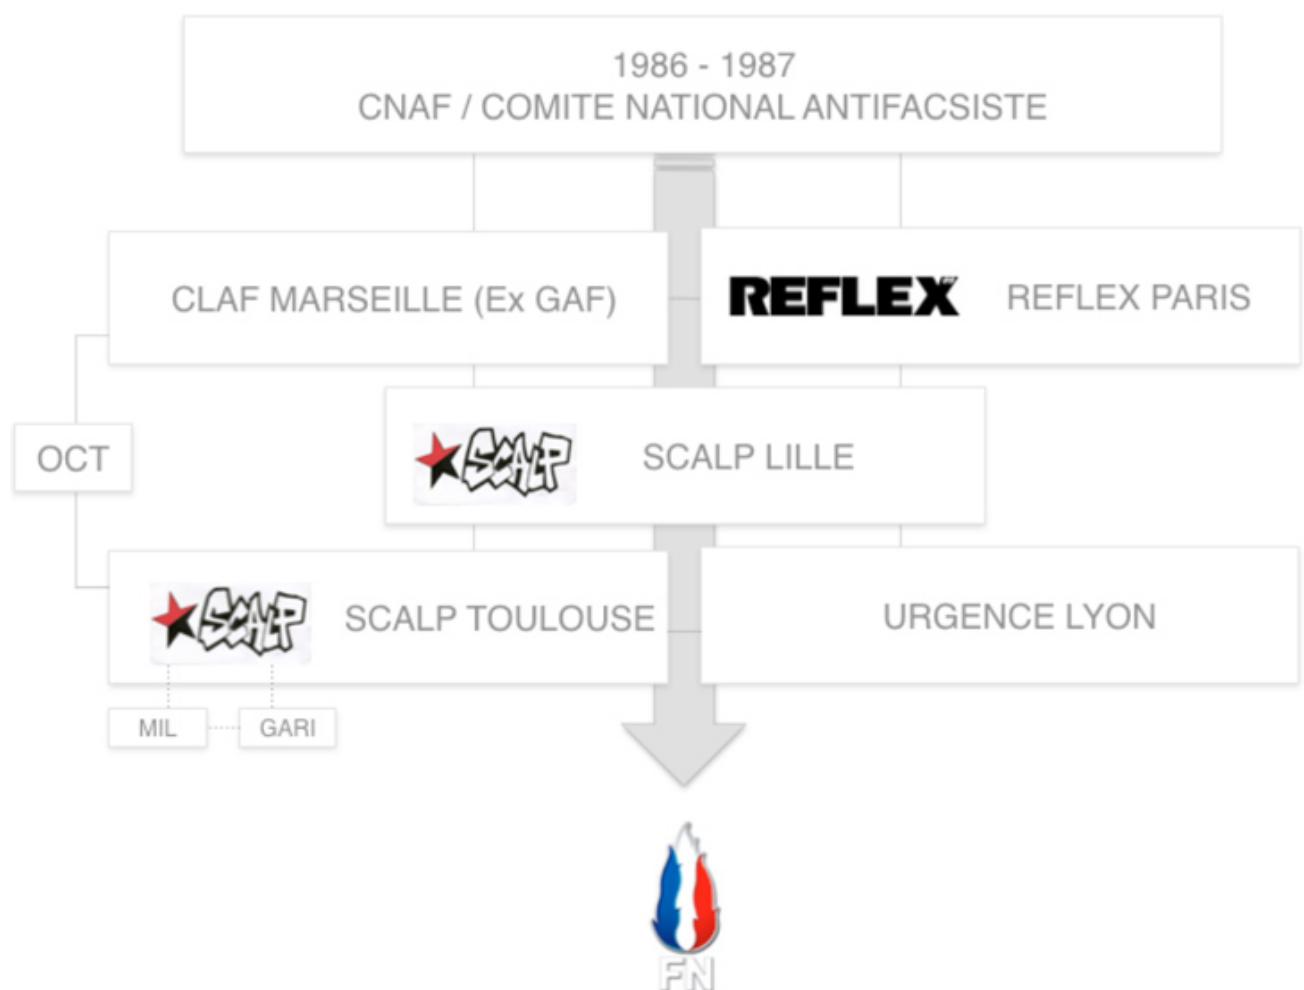 1986 - 1987
CNAF / COMITE NATIONAL ANTIFACSISTE
CLAF MARSEILLE (Ex GAF)
REFLEX REFLEX PARIS
SCALP SCALP LILLE
OCT
SCALP SCALP TOULOUSE
URGENCE LYON
MIL
GARI
FN